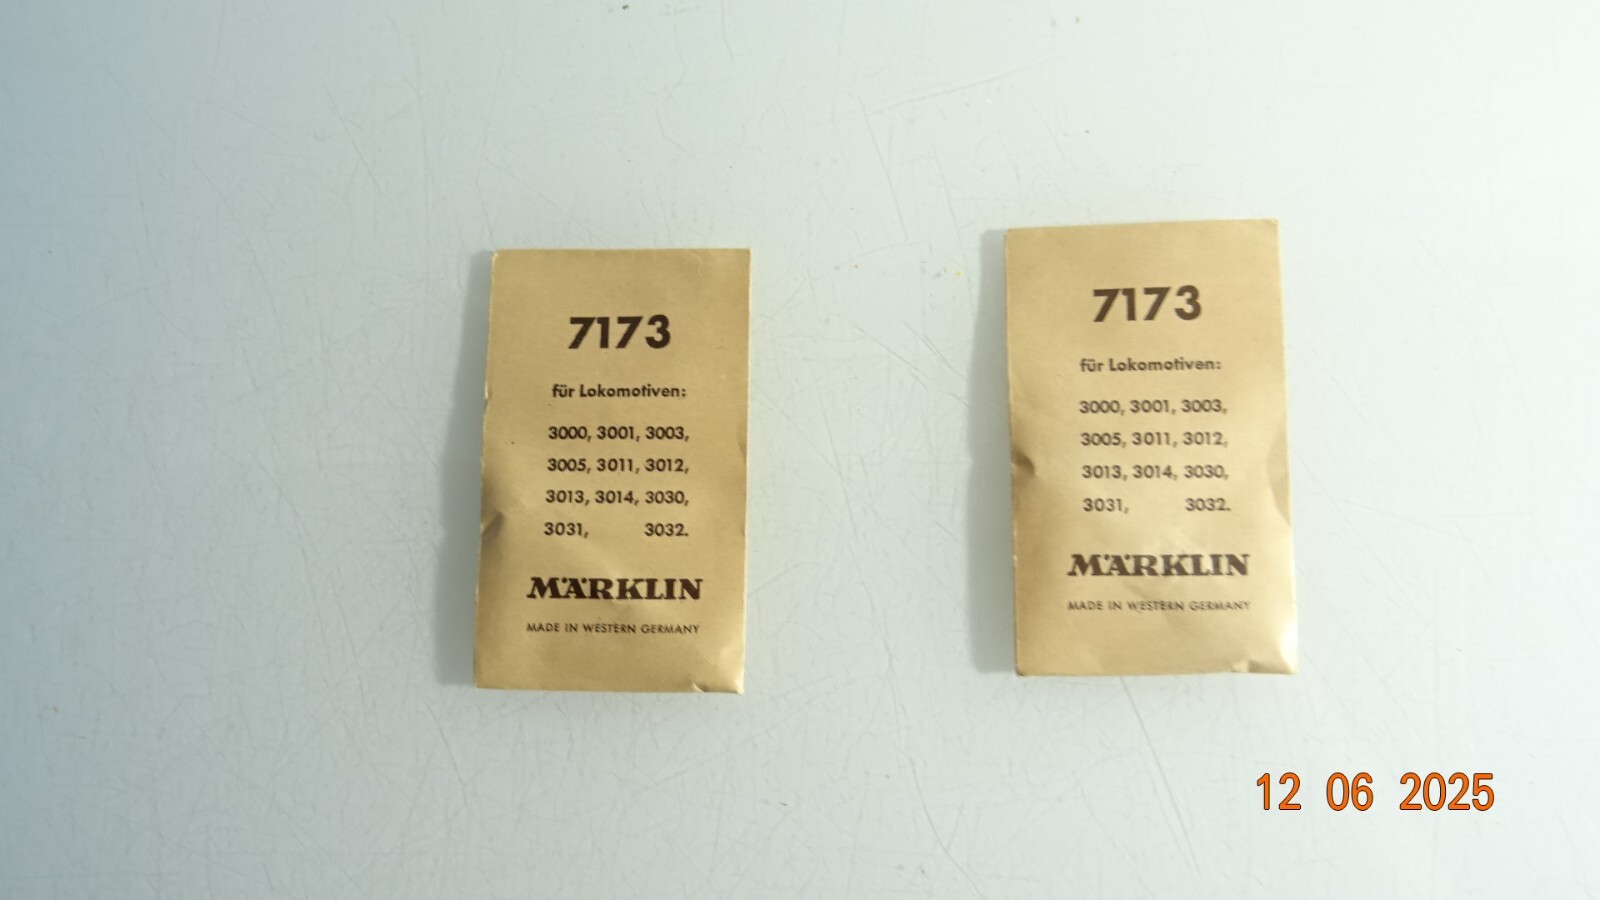 7173
für Lokomotiven:
3000, 3001, 3003,
3005, 3011, 3012,
3013, 3014, 3030,
3031, 3032.
MÄRKLIN
MADE IN WESTERN GERMANY
7173
für Lokomotiven:
3000, 3001, 3003,
3005, 3011, 3012,
3013, 3014, 3030,
3031, 3032.
MÄRKLIN
MADE IN WESTERN GERMANY
12 06 2025